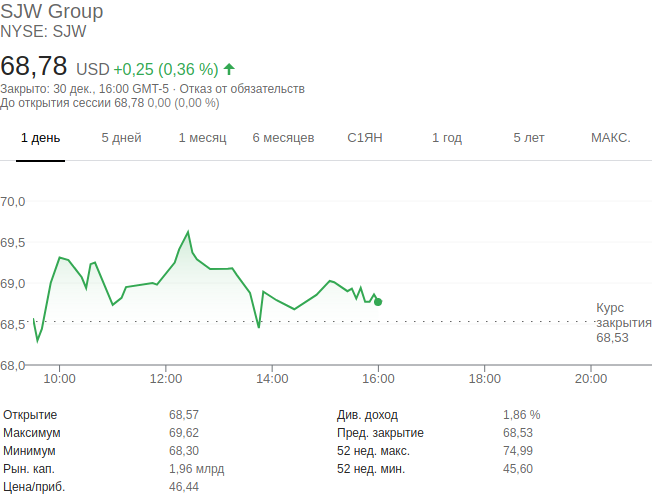 SJW Group
NYSE: SJW
68,78 USD +0,25 (0,36 %)
Закрыто: 30 дек., 16:00 GMT-5 · Отказ от обязательств
До открытия сессии 68,78 0,00 (0,00 %)
1 день 5 дней 1 месяц 6 месяцев С1ЯН 1 год 5 лет МАКС.
70,0
69,5
69,0
68,5
68,0
Курс
закрытия
68,53
10:00 12:00 14:00 16:00 18:00 20:00
Открытие 68,57 Див. доход 1,86 %
Максимум 69,62 Пред. закрытие 68,53
Минимум 68,30 52 нед. макс. 74,99
Рын. кап. 1,96 млрд 52 нед. мин. 45,60
Цена/приб. 46,44